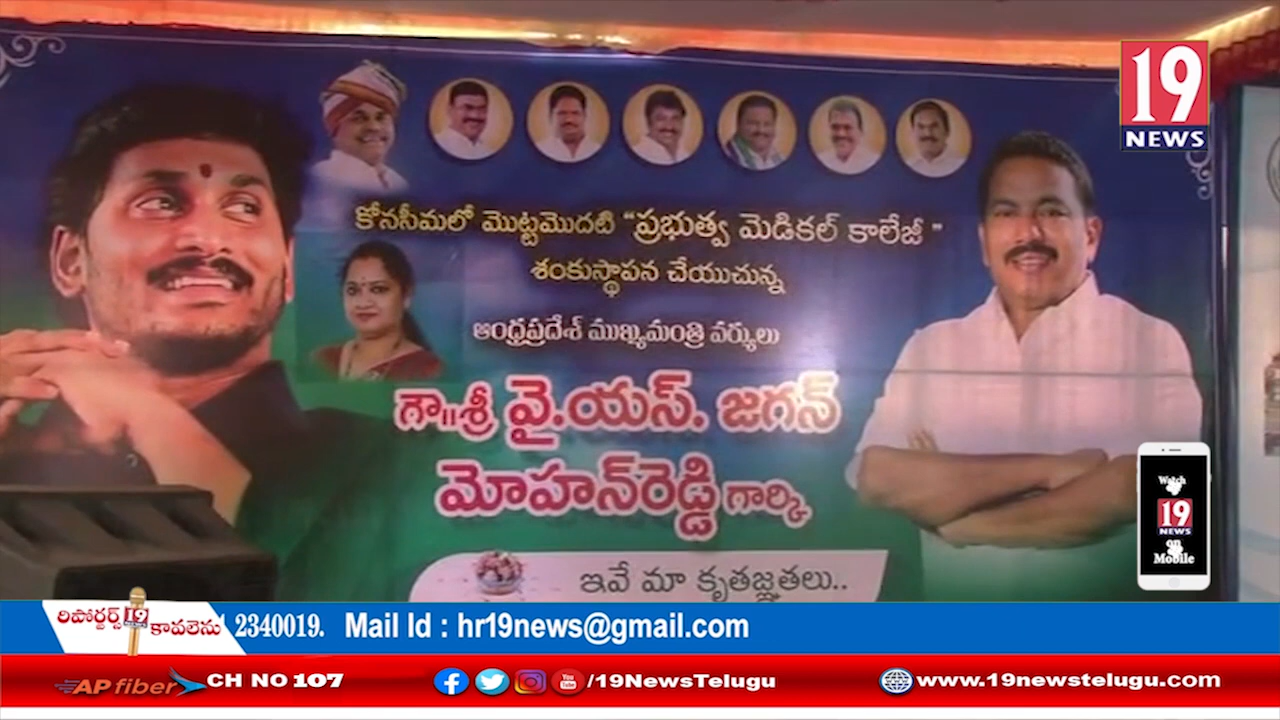 19
NEWS
కోనసీమలో మొట్టమొదటి “ప్రభుత్వ మెడికల్ కాలేజీ”
శంకుస్థాపన చేయుచున్న
ఆంధ్రప్రదేశ్ ముఖ్యమంత్రి వర్యులు
గౌ॥శ్రీ వై.యస్. జగన్
మోహన్‌రెడ్డి గార్కి
ఇవే మా కృతజ్ఞతలు..
Watch
19
NEWS
on
Mobile
రిపోర్టర్స్ 19 కావలెను 2340019. Mail Id : hr19news@gmail.com
AP fiber CH NO 107 /19NewsTelugu www.19newstelugu.com